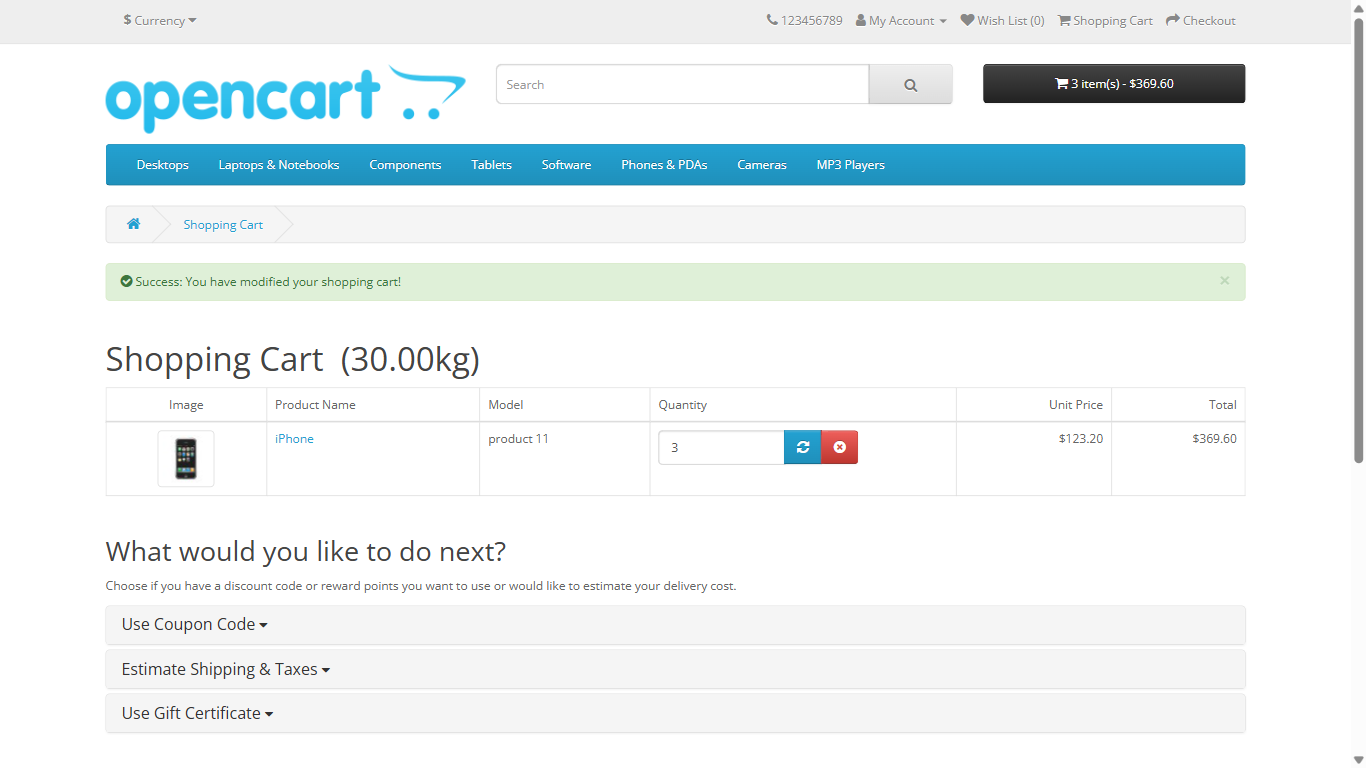 $ Currency
123456789 My Account Wish List (0) Shopping Cart Checkout
opencart
Search
3 item(s) - $369.60
Desktops Laptops & Notebooks Components Tablets Software Phones & PDAs Cameras MP3 Players
Shopping Cart
Success: You have modified your shopping cart!
×
Shopping Cart (30.00kg)
Image Product Name Model Quantity Unit Price Total
iPhone product 11 3 $123.20 $369.60
What would you like to do next?
Choose if you have a discount code or reward points you want to use or would like to estimate your delivery cost.
Use Coupon Code
Estimate Shipping & Taxes
Use Gift Certificate